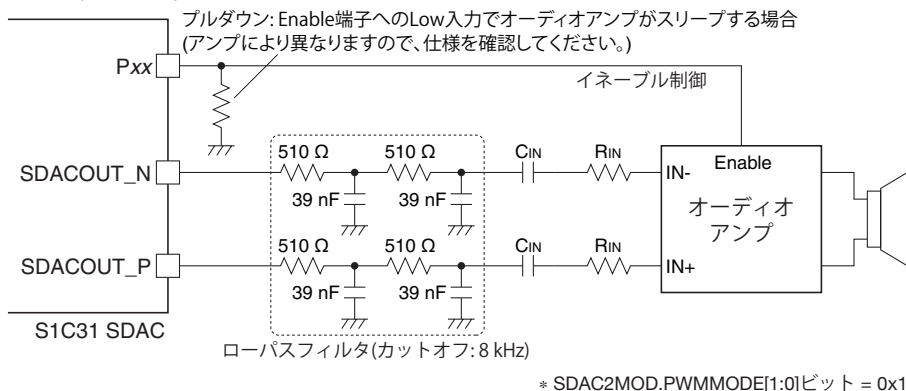 プルダウン: Enable端子へのLow入力でオーディオアンプがスリープする場合
(アンプにより異なりますので、仕様を確認してください。)
Pxx
イネーブル制御
510 Ω
510 Ω
CIN
RIN
Enable
SDACOUT_N
IN-
39 nF
39 nF
オーディオ
アンプ
510 Ω
510 Ω
CIN
RIN
SDACOUT_P
IN+
39 nF
39 nF
S1C31 SDAC
ローパスフィルタ(カットオフ: 8 kHz)
* SDAC2MOD.PWMMODE[1:0]ビット = 0x1